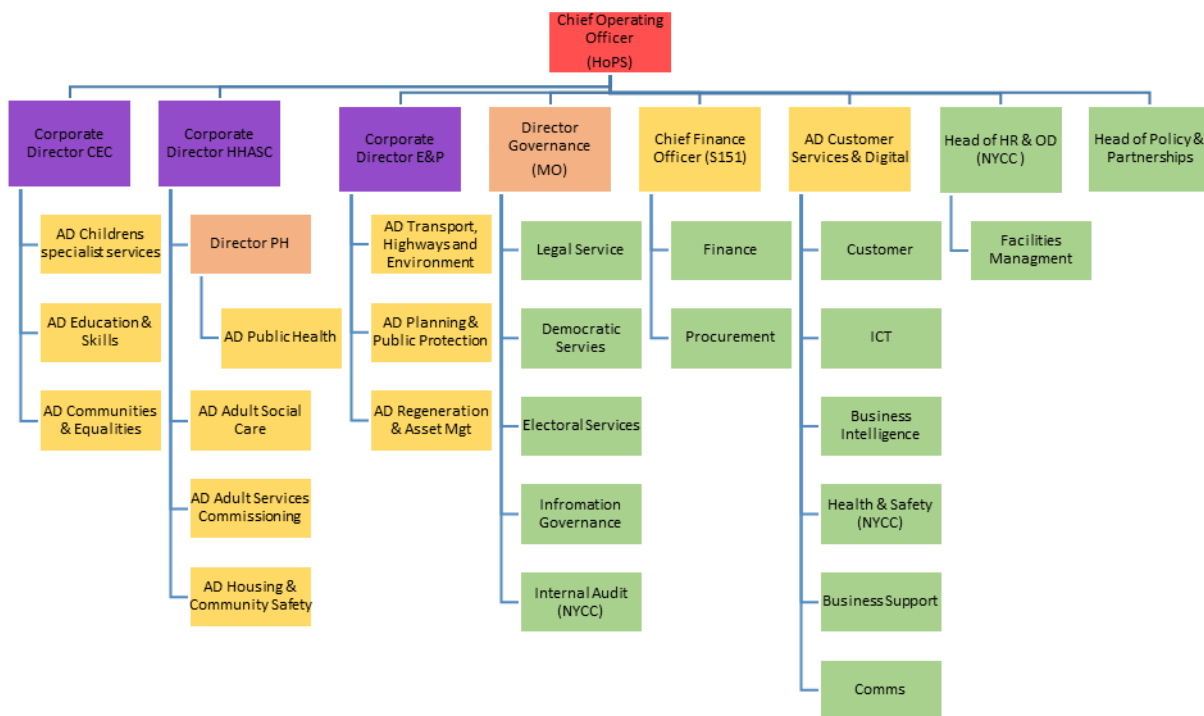 Chief Operating
Officer
(HoPS)
Corporate
Director CEC
Corporate
Director HHASC
Corporate
Director E&P
Director
Governance
(MO)
Chief Finance
Officer (S151)
AD Customer
Services & Digital
Head of HR & OD
(NYCC )
Head of Policy &
Partnerships
AD Childrens
specialist services
AD Education &
Skills
AD Communities
& Equalities
Director PH
AD Public Health
AD Adult Social
Care
AD Adult Services
Commissioning
AD Housing &
Community Safety
AD Transport,
Highways and
Environment
AD Planning &
Public Protection
AD Regeneration
& Asset Mgt
Legal Service
Democratic
Servies
Electoral Services
Infromation
Governance
Internal Audit
(NYCC)
Finance
Procurement
Customer
ICT
Business
Intelligence
Health & Safety
(NYCC)
Business Support
Comms
Facilities
Managment